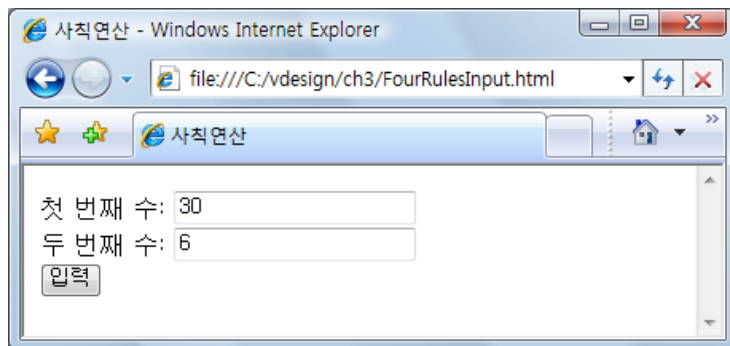 사칙연산 - Windows Internet Explorer
file:///C:/vdesign/ch3/FourRulesInput.html
사칙연산
첫 번째 수: 30
두 번째 수: 6
입력